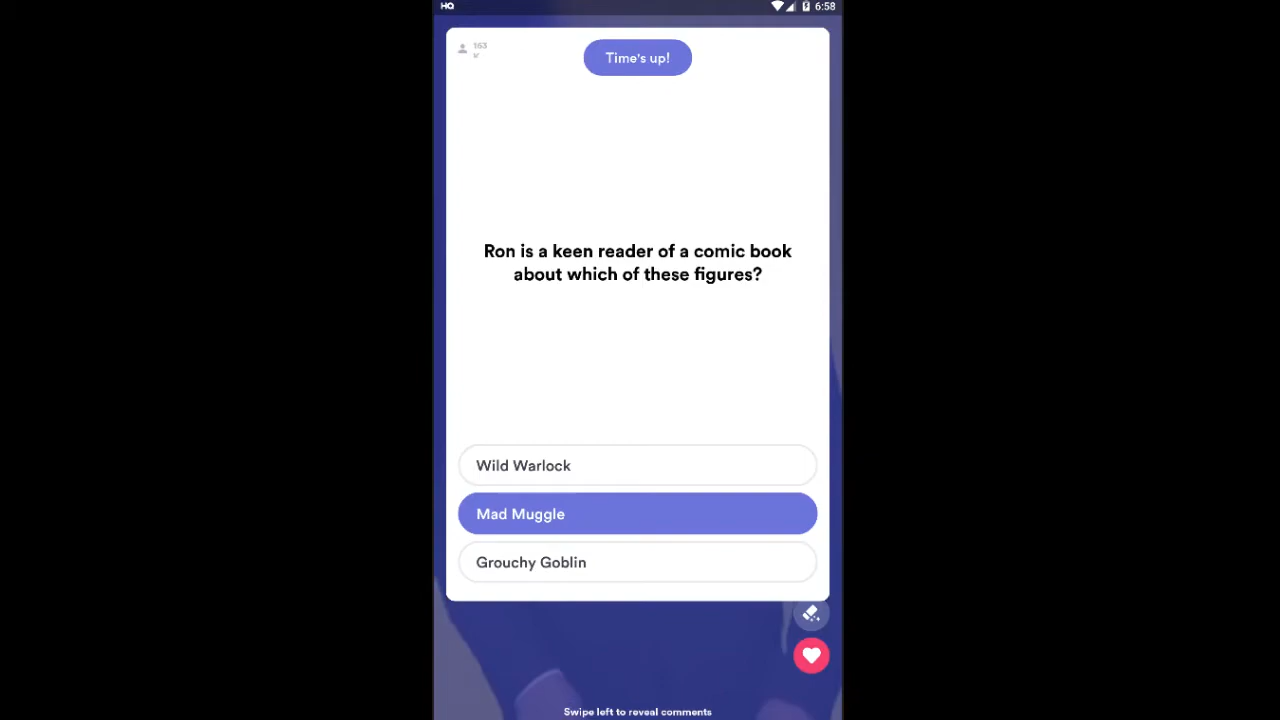 HQ
6:58
163
Time's up!
Ron is a keen reader of a comic book
about which of these figures?
Wild Warlock
Mad Muggle
Grouchy Goblin
Swipe left to reveal comments